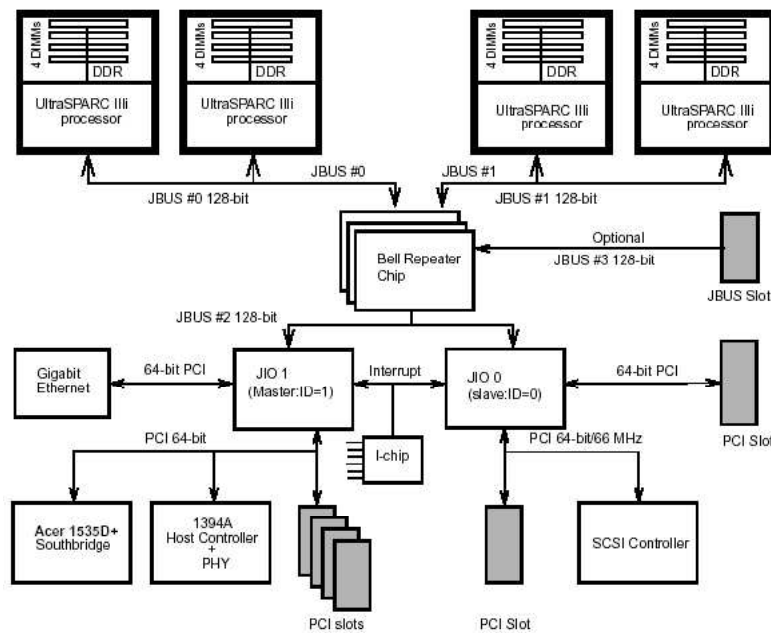 4 DIMMs
DDR
UltraSPARC IIIi
processor
4 DIMMs
DDR
UltraSPARC IIIi
processor
4 DIMMs
DDR
UltraSPARC IIIi
processor
4 DIMMs
DDR
UltraSPARC IIIi
processor
JBUS #0
JBUS #1
JBUS #0 128-bit
JBUS #1 128-bit
Bell Repeater
Chip
Optional
JBUS #3 128-bit
JBUS Slot
JBUS #2 128-bit
Gigabit
Ethernet
64-bit PCI
JIO 1
(Master:ID=1)
Interrupt
JIO 0
(slave:ID=0)
64-bit PCI
PCI Slot
PCI 64-bit
I-chip
PCI 64-bit/66 MHz
Acer 1535D+
Southbridge
1394A
Host Controller
+
PHY
SCSI Controller
PCI slots
PCI Slot